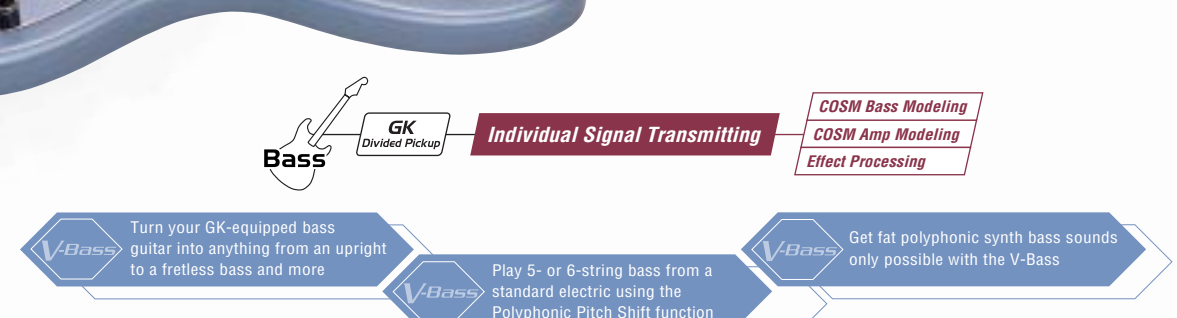 Bass
GK
Divided Pickup
Individual Signal Transmitting
COSM Bass Modeling
COSM Amp Modeling
Effect Processing
V-Bass
Turn your GK-equipped bass
guitar into anything from an upright
to a fretless bass and more
V-Bass
Play 5- or 6-string bass from a
standard electric using the
Polyphonic Pitch Shift function
V-Bass
Get fat polyphonic synth bass sounds
only possible with the V-Bass